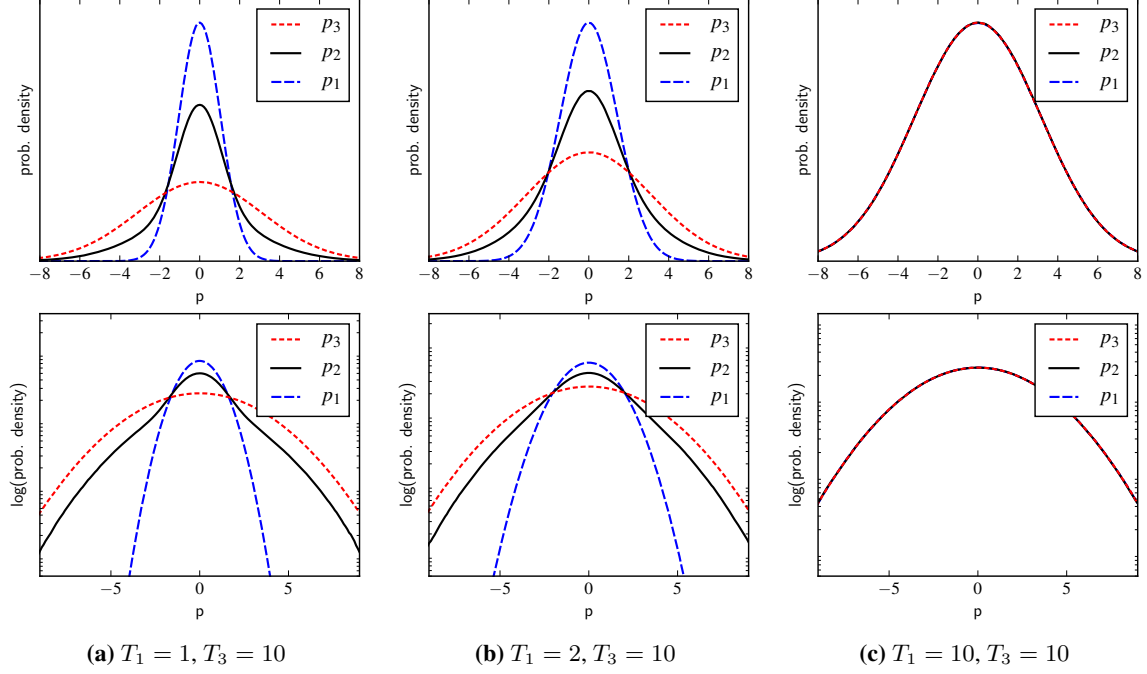 p3
p2
p1
prob. density
−8 −6 −4 −2 0 2 4 6 8
p
p3
p2
p1
prob. density
−8 −6 −4 −2 0 2 4 6 8
p
p3
p2
p1
prob. density
−8 −6 −4 −2 0 2 4 6 8
p
p3
p2
p1
log(prob. density)
−5 0 5
p
p3
p2
p1
log(prob. density)
−5 0 5
p
p3
p2
p1
log(prob. density)
−5 0 5
p
(a) T1 = 1, T3 = 10
(b) T1 = 2, T3 = 10
(c) T1 = 10, T3 = 10